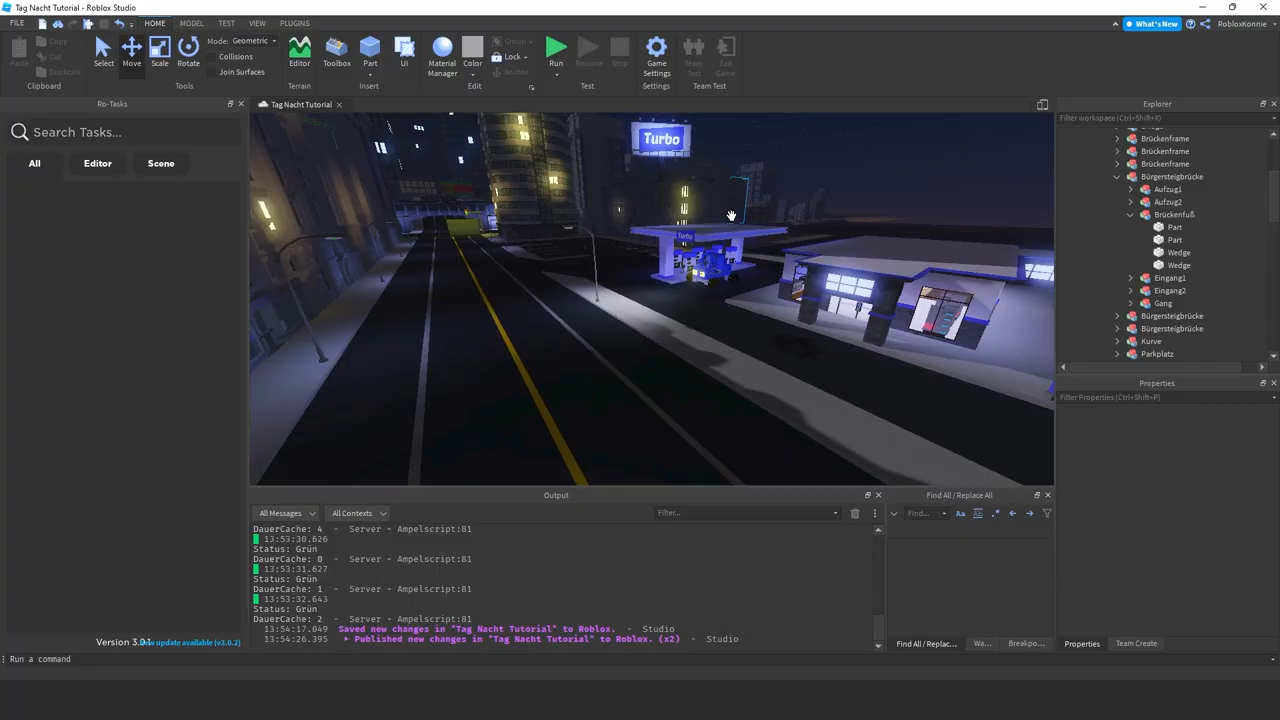 Tag Nacht Tutorial - Roblox Studio
FILE
HOME
MODEL
TEST
VIEW
PLUGINS
What's New
RobloxKonnie
Paste
Copy
Cut
Duplicate
Clipboard
Select
Move
Scale
Rotate
Mode: Geometric
Collisions
Join Surfaces
Tools
Editor
Terrain
Toolbox
Part
UI
Insert
Material
Manager
Color
Group
Lock
Anchor
Edit
Run
Resume
Stop
Test
Game
Settings
Settings
Team
Test
Exit
Game
Team Test
Ro-Tasks
Search Tasks...
All
Editor
Scene
Tag Nacht Tutorial
Turbo
Turbo
Explorer
Filter workspace (Ctrl+Shift+X)
Brückenframe
Brückenframe
Brückenframe
Bürgersteigbrücke
Aufzug1
Aufzug2
Brückenfuß
Part
Part
Wedge
Wedge
Eingang1
Eingang2
Gang
Bürgersteigbrücke
Bürgersteigbrücke
Kurve
Parkplatz
Properties
Filter Properties (Ctrl+Shift+P)
Output
All Messages
All Contexts
Filter...
DauerCache: 4 - Server - Ampelscript:81
13:53:30.626
Status: Grün
DauerCache: 0 - Server - Ampelscript:81
13:53:31.627
Status: Grün
DauerCache: 1 - Server - Ampelscript:81
13:53:32.643
Status: Grün
DauerCache: 2 - Server - Ampelscript:81
13:54:17.049 Saved new changes in "Tag Nacht Tutorial" to Roblox. - Studio
13:54:26.395 Published new changes in "Tag Nacht Tutorial" to Roblox. (x2) - Studio
Find All / Replace All
Find...
Aa
Find All / Replac...
Wa...
Breakpo...
Properties
Team Create
Version 3.0.1
update available (v3.0.2)
Run a command